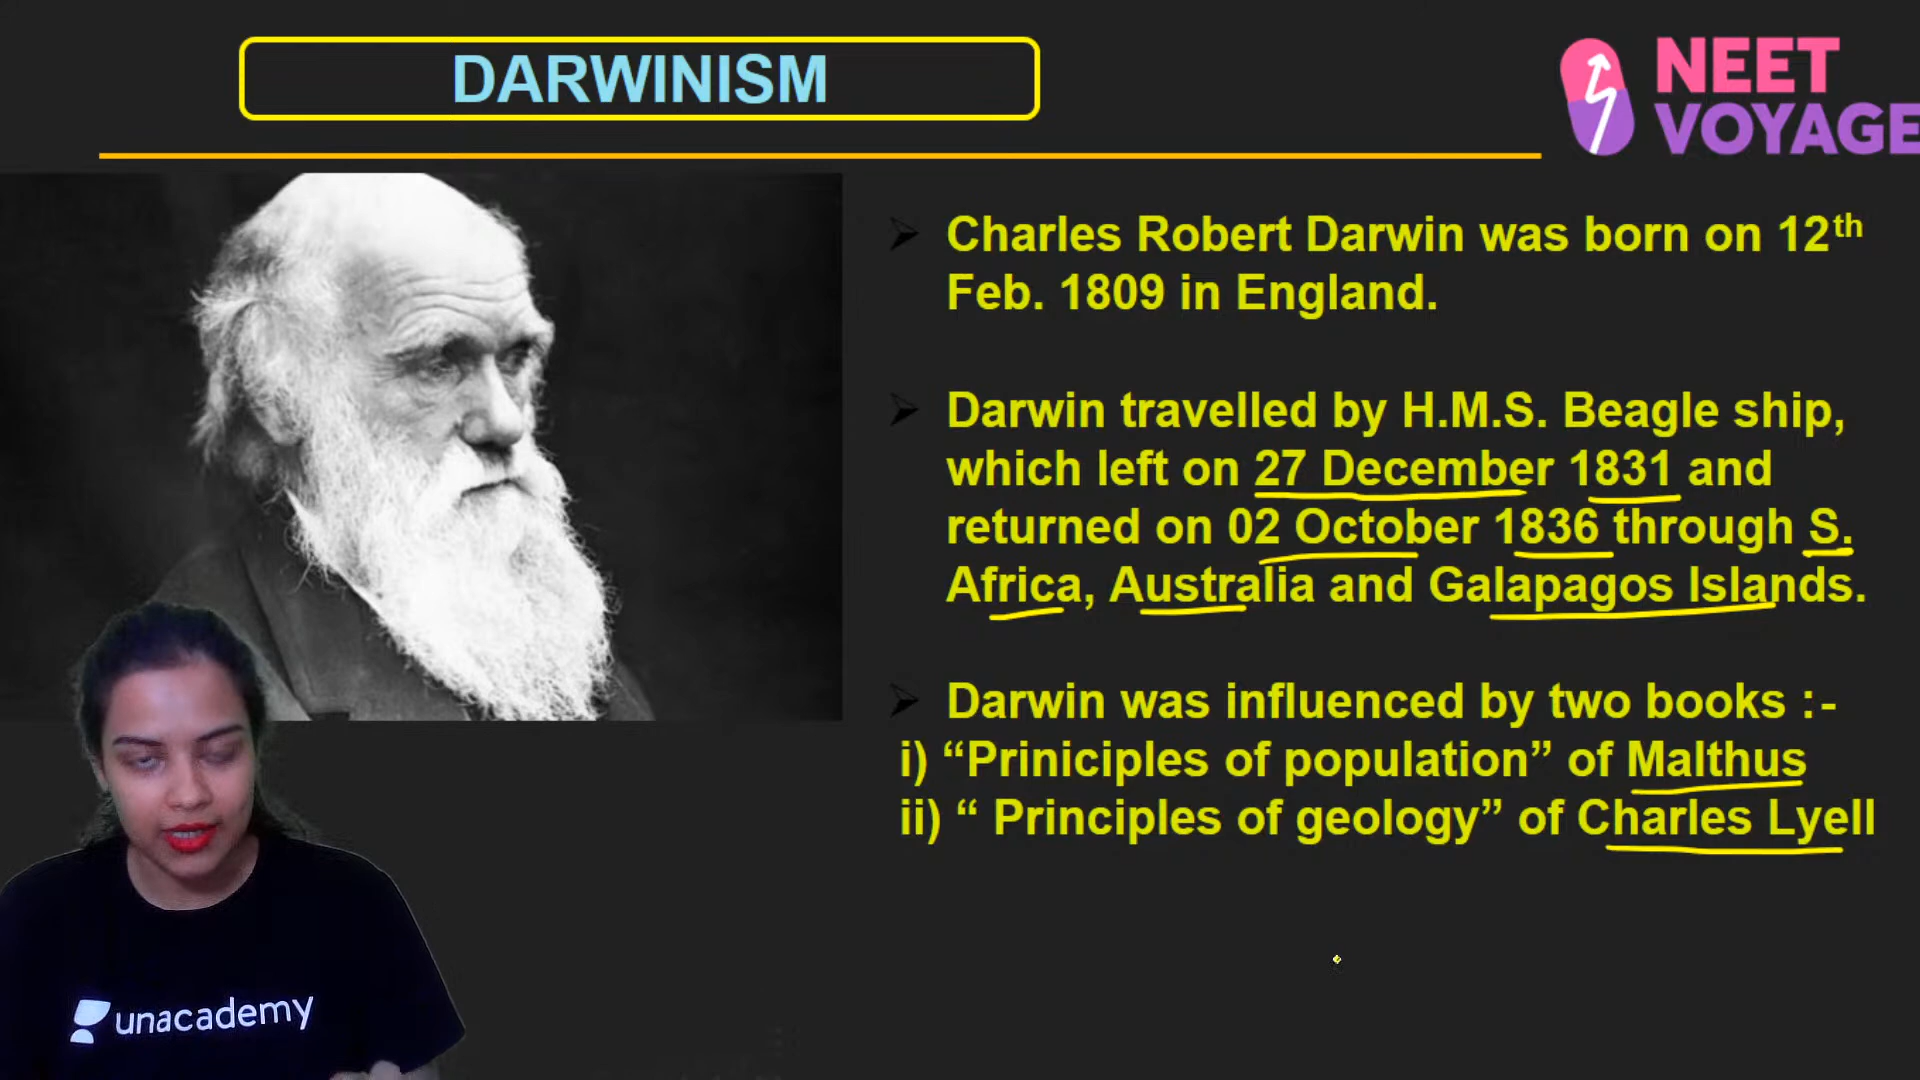 DARWINISM
NEET
VOYAGE
Charles Robert Darwin was born on 12th
Feb. 1809 in England.
Darwin travelled by H.M.S. Beagle ship,
which left on 27 December 1831 and
returned on 02 October 1836 through S.
Africa, Australia and Galapagos Islands.
Darwin was influenced by two books :-
i) “Priniciples of population” of Malthus
ii) “ Principles of geology” of Charles Lyell
unacademy